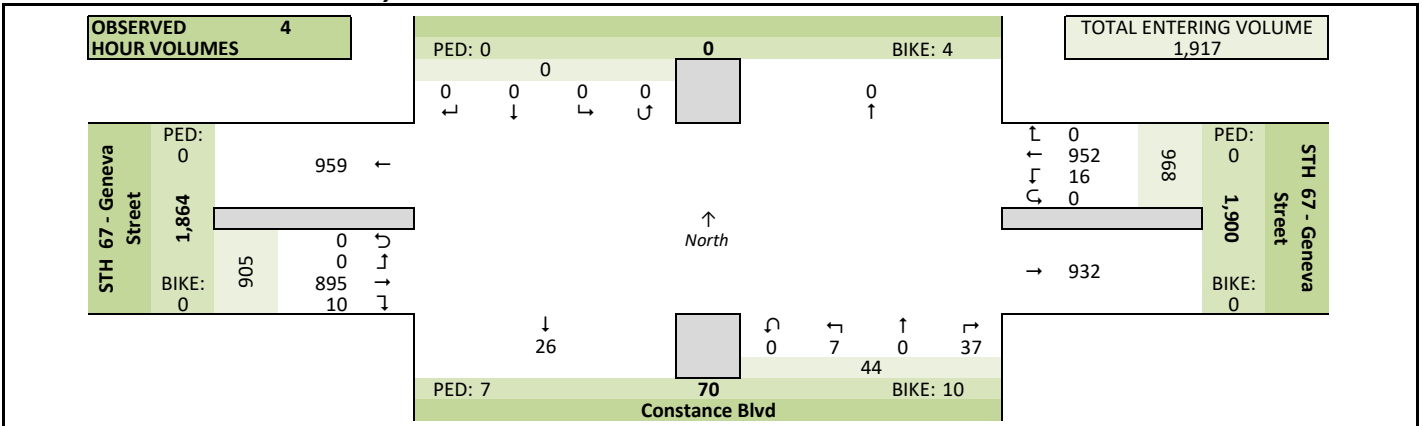 OBSERVED 4
HOUR VOLUMES
TOTAL ENTERING VOLUME
1,917
PED: 0 0 BIKE: 4
0
0 0 0 0
↵ ↓ ↳ ↺
0
↑
STH 67 - Geneva
Street
PED:
0
1,864
BIKE:
0
959 ←
905
0
0
895 →
10
↑
North
0
← 952
16
0
968
→ 932
PED:
0
1,900
BIKE:
0
STH 67 - Geneva
Street
↓
26
0 7 0 37
44
PED: 7 70 BIKE: 10
Constance Blvd